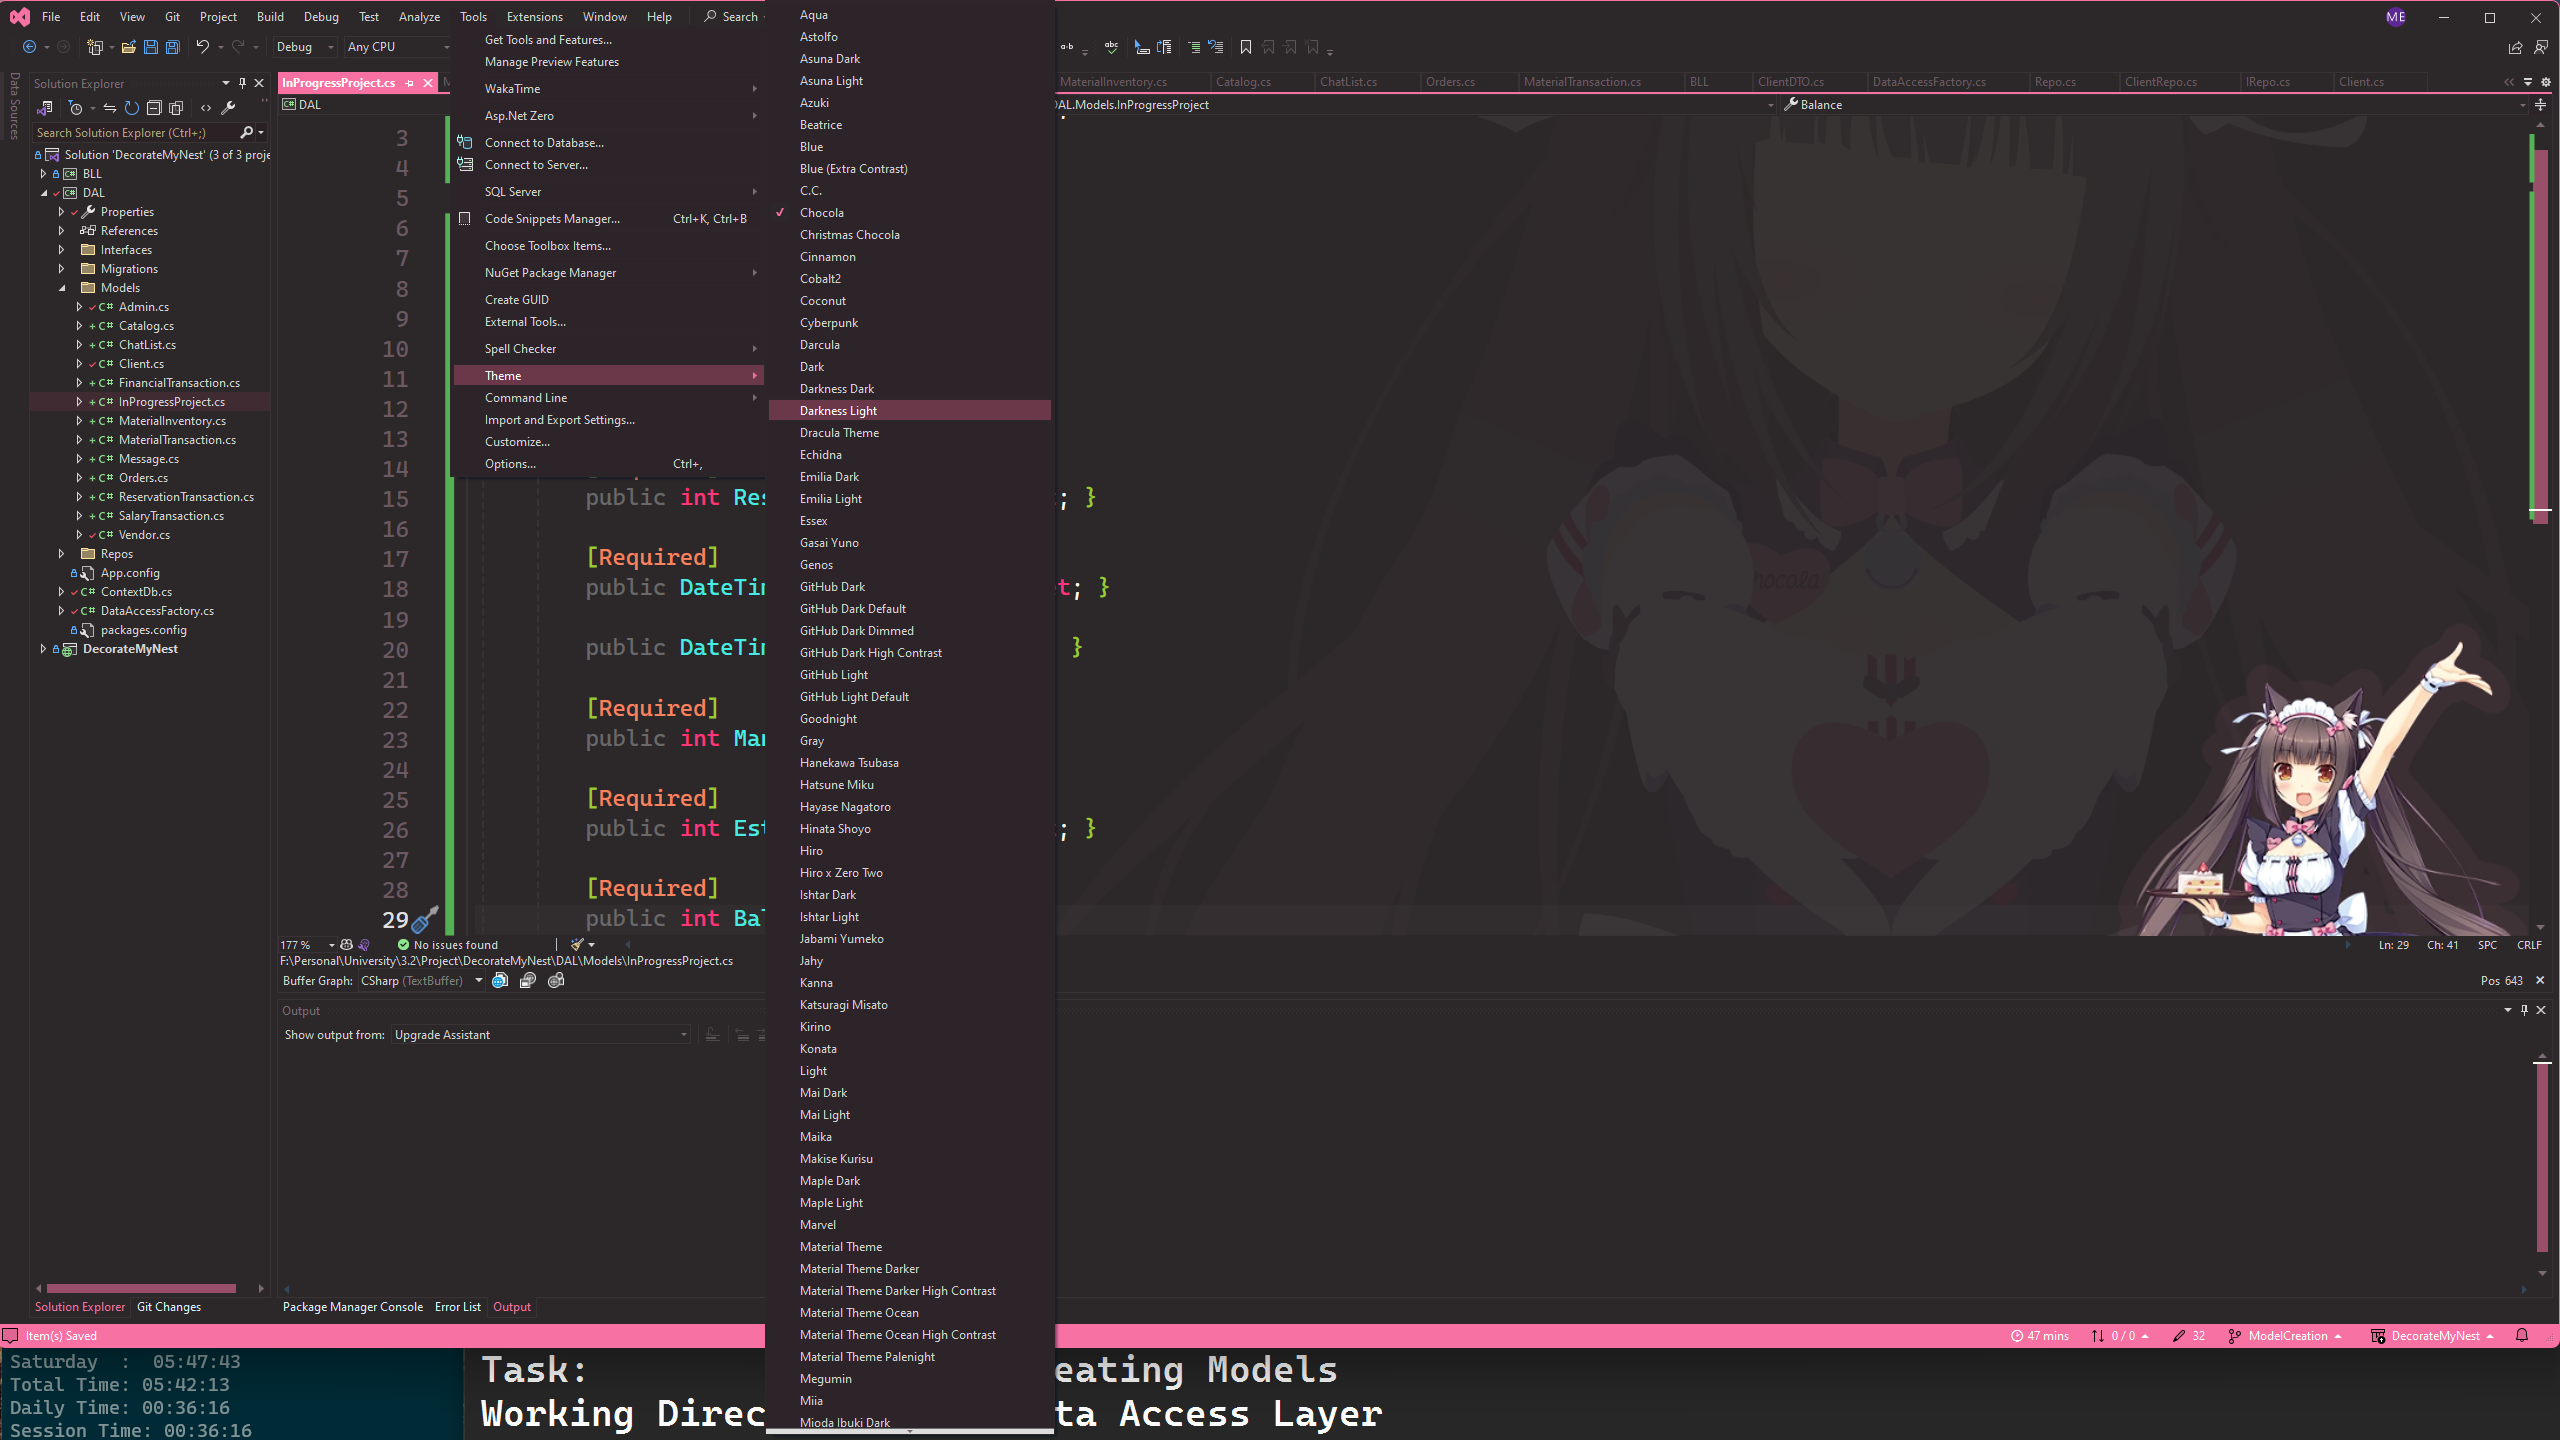 File Edit View Git Project Build Debug Test Analyze Tools Extensions Window Help Search ME
Debug Any CPU
Data Sources
Solution Explorer
Search Solution Explorer (Ctrl+;)
Solution 'DecorateMyNest' (3 of 3 proje
BLL
DAL
Properties
References
Interfaces
Migrations
Models
C# Admin.cs
C# Catalog.cs
C# ChatList.cs
C# Client.cs
C# FinancialTransaction.cs
C# InProgressProject.cs
C# MaterialInventory.cs
C# MaterialTransaction.cs
C# Message.cs
C# Orders.cs
C# ReservationTransaction.cs
C# SalaryTransaction.cs
C# Vendor.cs
Repos
App.config
C# ContextDb.cs
C# DataAccessFactory.cs
packages.config
DecorateMyNest
Solution Explorer Git Changes
InProgressProject.cs MaterialInventory.cs Catalog.cs ChatList.cs Orders.cs MaterialTransaction.cs BLL ClientDTO.cs DataAccessFactory.cs Repo.cs ClientRepo.cs IRepo.cs Client.cs
DAL
DAL.Models.InProgressProject Balance
Get Tools and Features...
Manage Preview Features
WakaTime
Asp.Net Zero
Connect to Database...
Connect to Server...
SQL Server
Code Snippets Manager... Ctrl+K, Ctrl+B
Choose Toolbox Items...
NuGet Package Manager
Create GUID
External Tools...
Spell Checker
Theme
Command Line
Import and Export Settings...
Customize...
Options... Ctrl+,
Aqua
Astolfo
Asuna Dark
Asuna Light
Azuki
Beatrice
Blue
Blue (Extra Contrast)
C.C.
Chocola
Christmas Chocola
Cinnamon
Cobalt2
Coconut
Cyberpunk
Darcula
Dark
Darkness Dark
Darkness Light
Dracula Theme
Echidna
Emilia Dark
Emilia Light
Essex
Gasai Yuno
Genos
GitHub Dark
GitHub Dark Default
GitHub Dark Dimmed
GitHub Dark High Contrast
GitHub Light
GitHub Light Default
Goodnight
Gray
Hanekawa Tsubasa
Hatsune Miku
Hayase Nagatoro
Hinata Shoyo
Hiro
Hiro x Zero Two
Ishtar Dark
Ishtar Light
Jabami Yumeko
Jahy
Kanna
Katsuragi Misato
Kirino
Konata
Light
Mai Dark
Mai Light
Maika
Makise Kurisu
Maple Dark
Maple Light
Marvel
Material Theme
Material Theme Darker
Material Theme Darker High Contrast
Material Theme Ocean
Material Theme Ocean High Contrast
Material Theme Palenight
Megumin
Miia
Mioda Ibuki Dark
3
4
5
6
7
8
9
10
11
12
13
14
15 public int Res ; }
16
17 [Required]
18 public DateTim t; }
19
20 public DateTim }
21
22 [Required]
23 public int Man
24
25 [Required]
26 public int Est ; }
27
28 [Required]
29 public int Bal
177 % No issues found Ln: 29 Ch: 41 SPC CRLF
F:\Personal\University\3.2\Project\DecorateMyNest\DAL\Models\InProgressProject.cs
Buffer Graph: CSharp (TextBuffer) Pos 643
Output
Show output from: Upgrade Assistant
Package Manager Console Error List Output
Item(s) Saved 47 mins 0 / 0 32 ModelCreation DecorateMyNest
Saturday : 05:47:43
Total Time: 05:42:13
Daily Time: 00:36:16
Session Time: 00:36:16
Task: eating Models
Working Direc ta Access Layer